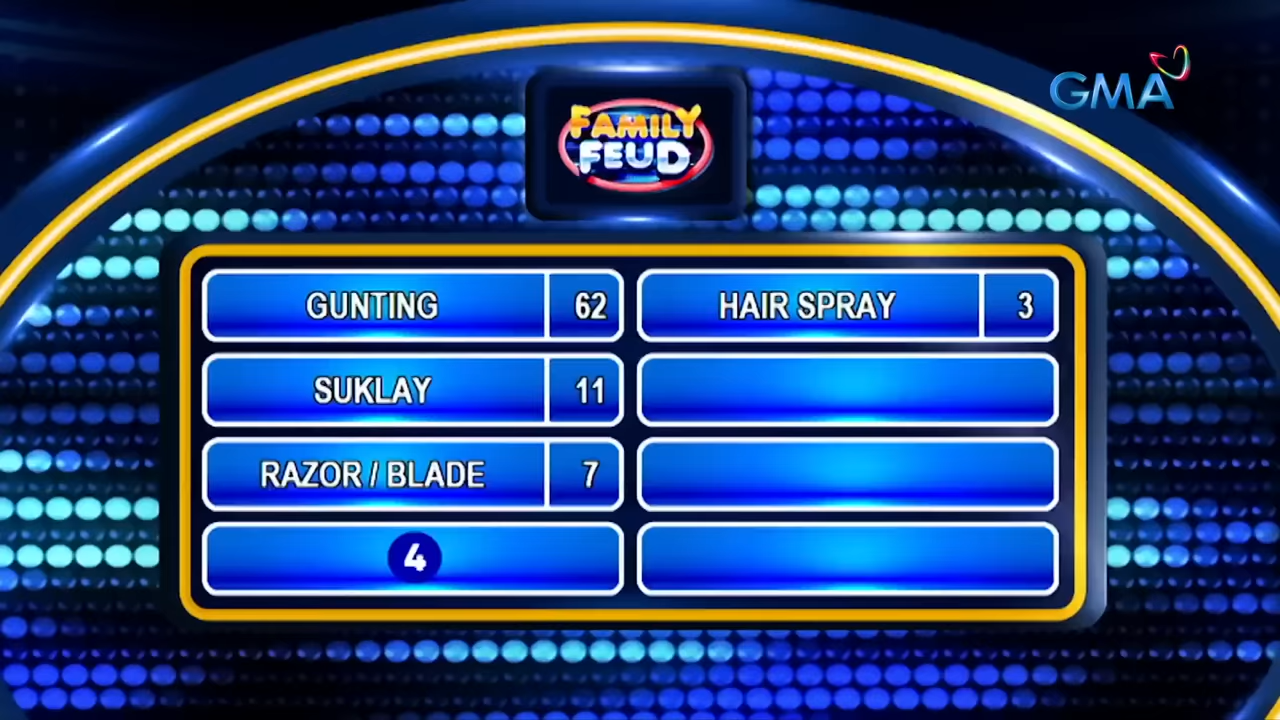 GMA
FAMILY
FEUD
GUNTING 62
SUKLAY 11
RAZOR / BLADE 7
4
HAIR SPRAY 3